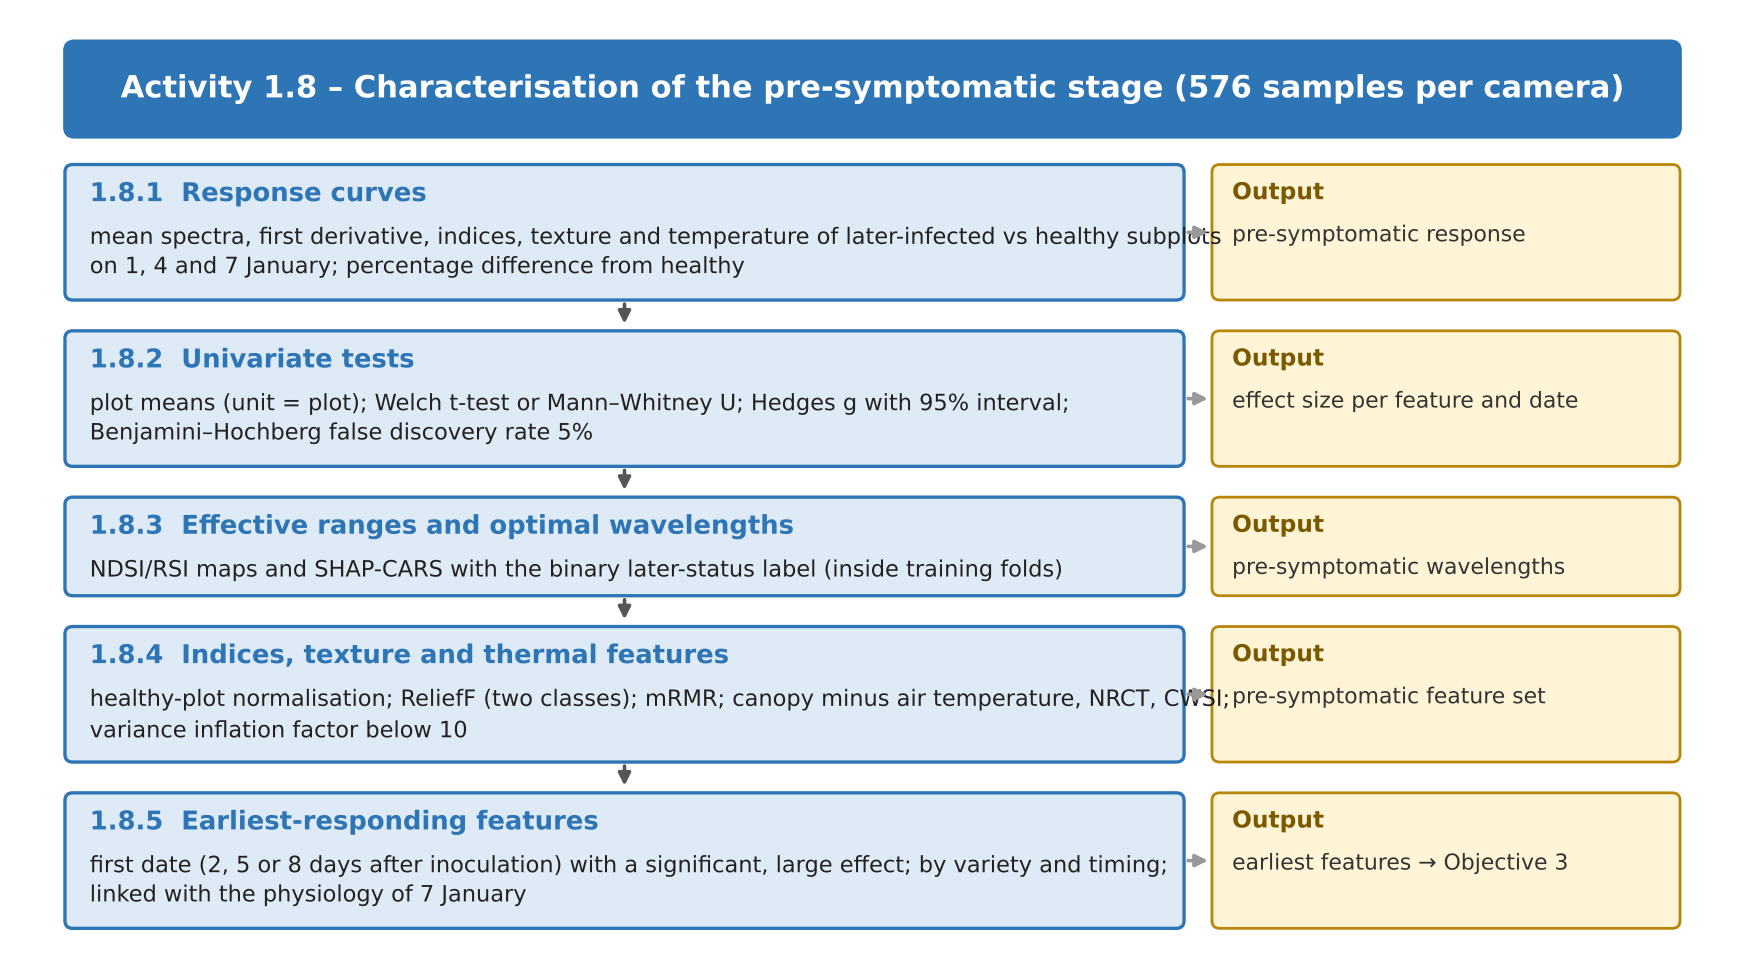 Activity 1.8 – Characterisation of the pre-symptomatic stage (576 samples per camera)
1.8.1 Response curves
mean spectra, first derivative, indices, texture and temperature of later-infected vs healthy subplots
on 1, 4 and 7 January; percentage difference from healthy
Output
pre-symptomatic response
1.8.2 Univariate tests
plot means (unit = plot); Welch t-test or Mann–Whitney U; Hedges g with 95% interval;
Benjamini–Hochberg false discovery rate 5%
Output
effect size per feature and date
1.8.3 Effective ranges and optimal wavelengths
NDSI/RSI maps and SHAP-CARS with the binary later-status label (inside training folds)
Output
pre-symptomatic wavelengths
1.8.4 Indices, texture and thermal features
healthy-plot normalisation; ReliefF (two classes); mRMR; canopy minus air temperature, NRCT, CWSI;
variance inflation factor below 10
Output
pre-symptomatic feature set
1.8.5 Earliest-responding features
first date (2, 5 or 8 days after inoculation) with a significant, large effect; by variety and timing;
linked with the physiology of 7 January
Output
earliest features → Objective 3